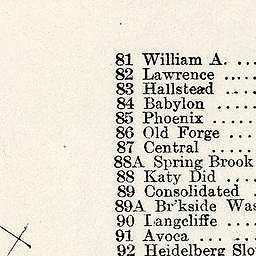 81 William A. ...
82 Lawrence ....
83 Hallstead ....
84 Babylon .....
85 Phoenix .....
86 Old Forge ...
87 Central .....
88A Spring Brook
88 Katy Did ....
89 Consolidated .
89A Br'kside Was
90 Langcliffe ....
91 Avoca ... ...
92 Heidelberg Slo